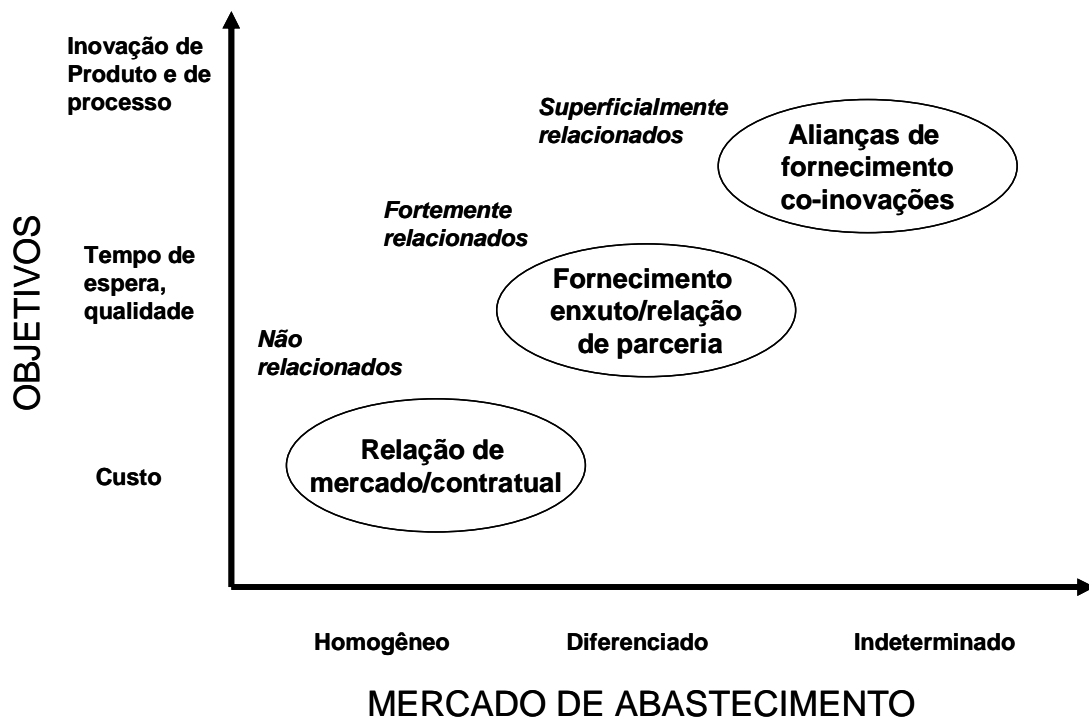 Inovação de
Produto e de
processo
Superficialmente
relacionados
Alianças de
fornecimento
co-inovações
Fortemente
relacionados
OBJETIVOS
Tempo de
espera,
qualidade
Fornecimento
enxuto/relação
de parceria
Não
relacionados
Custo
Relação de
mercado/contratual
Homogêneo
Diferenciado
Indeterminado
MERCADO DE ABASTECIMENTO